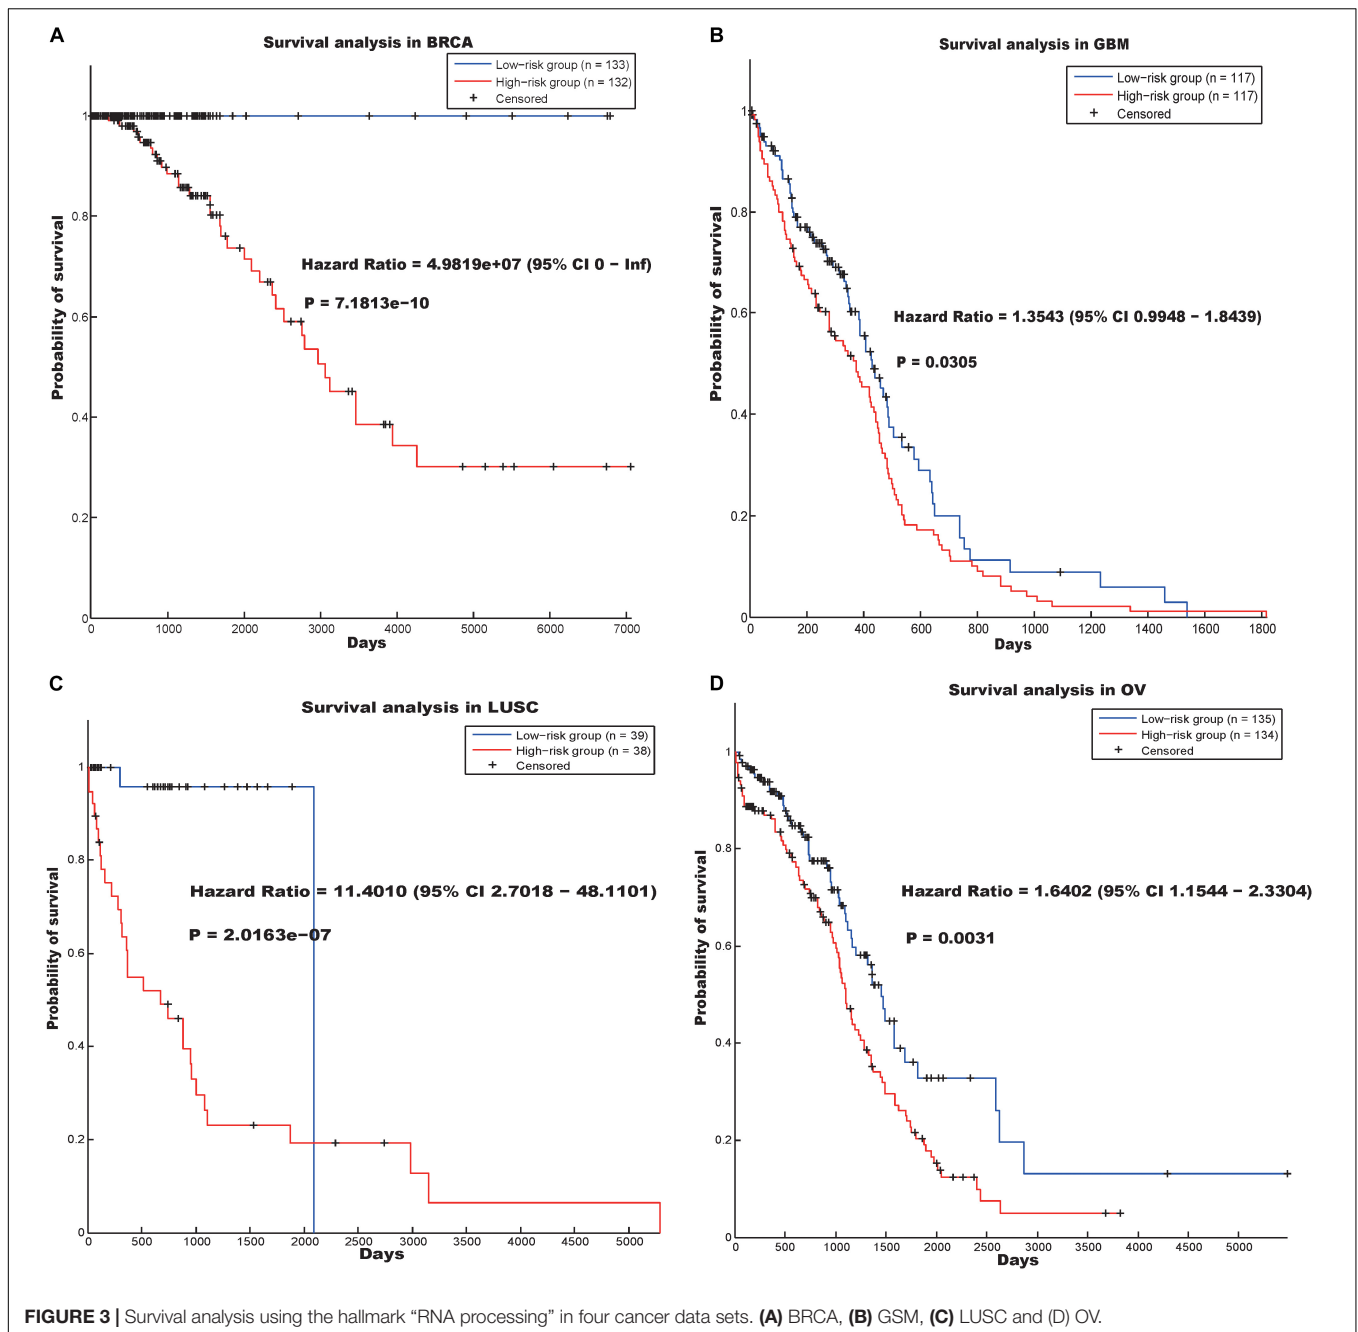 A
Survival analysis in BRCA
Low−risk group (n = 133)
High−risk group (n = 132)
Censored
Probability of survival
1
0.8
0.6
0.4
0.2
0
Hazard Ratio = 4.9819e+07 (95% CI 0 − Inf)
P = 7.1813e−10
0 1000 2000 3000 4000 5000 6000 7000
Days
B
Survival analysis in GBM
Low−risk group (n = 117)
High−risk group (n = 117)
Censored
Probability of survival
1
0.8
0.6
0.4
0.2
0
Hazard Ratio = 1.3543 (95% CI 0.9948 − 1.8439)
P = 0.0305
0 200 400 600 800 1000 1200 1400 1600 1800
Days
C
Survival analysis in LUSC
Low−risk group (n = 39)
High−risk group (n = 38)
Censored
Probability of survival
1
0.8
0.6
0.4
0.2
0
Hazard Ratio = 11.4010 (95% CI 2.7018 − 48.1101)
P = 2.0163e−07
0 500 1000 1500 2000 2500 3000 3500 4000 4500 5000
Days
D
Survival analysis in OV
Low−risk group (n = 135)
High−risk group (n = 134)
Censored
Probability of survival
1
0.8
0.6
0.4
0.2
0
Hazard Ratio = 1.6402 (95% CI 1.1544 − 2.3304)
P = 0.0031
0 500 1000 1500 2000 2500 3000 3500 4000 4500 5000
Days
FIGURE 3 | Survival analysis using the hallmark “RNA processing” in four cancer data sets. (A) BRCA, (B) GSM, (C) LUSC and (D) OV.